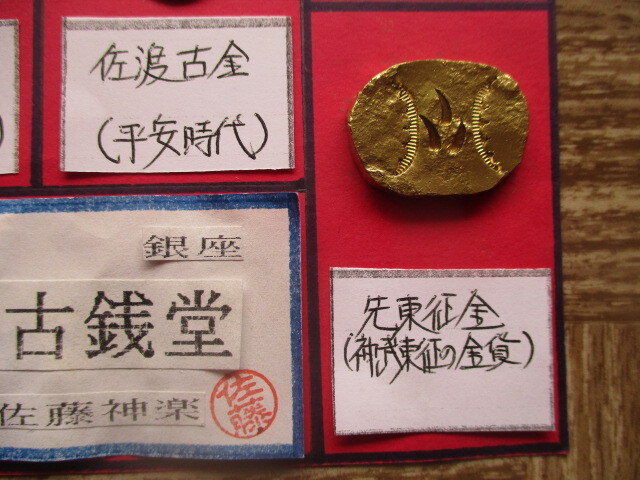 佐渡古金
(平安時代)
銀座
古銭堂
佐藤神楽
佐藤
先東征金
(神武東征の金貨)